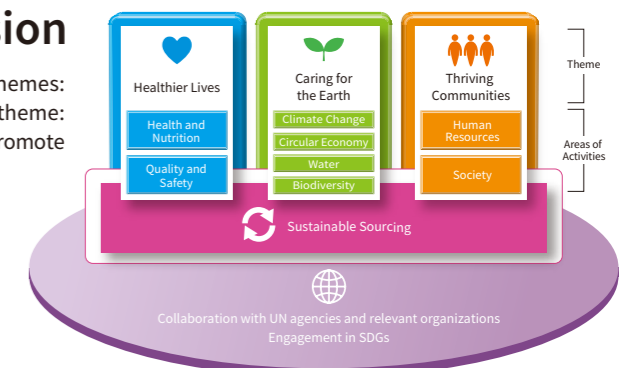 sion
hemes:
theme:
romote
Healthier Lives
Health and
Nutrition
Quality and
Safety
Caring for
the Earth
Climate Change
Circular Economy
Water
Biodiversity
Thriving
Communities
Human
Resources
Society
Theme
Areas of
Activities
Sustainable Sourcing
Collaboration with UN agencies and relevant organizations
Engagement in SDGs